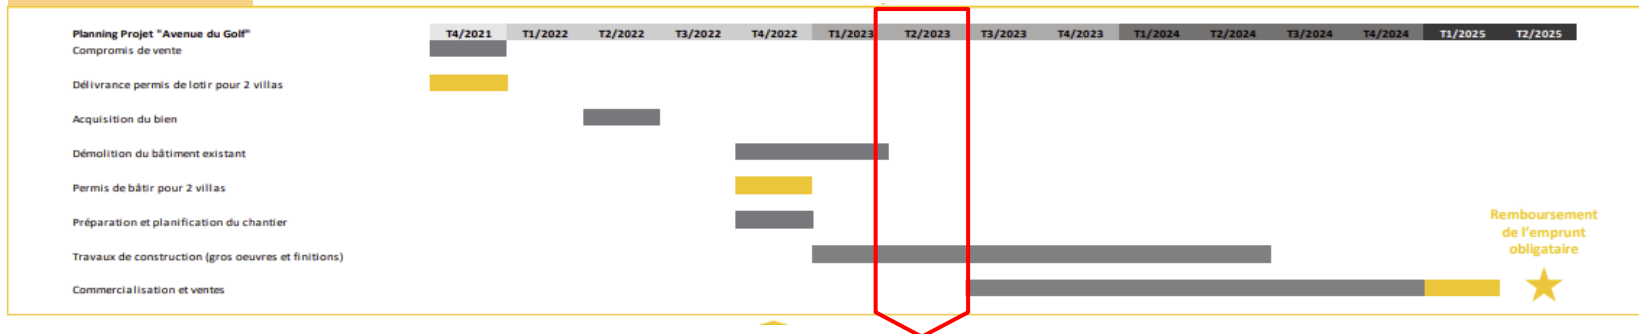 Planning Projet "Avenue du Golf" T4/2021 T1/2022 T2/2022 T3/2022 T4/2022 T1/2023 T2/2023 T3/2023 T4/2023 T1/2024 T2/2024 T3/2024 T4/2024 T1/2025 T2/2025
Compromis de vente
Délivrance permis de lotir pour 2 villas
Acquisition du bien
Démolition du bâtiment existant
Permis de bâtir pour 2 villas
Préparation et planification du chantier
Travaux de construction (gros oeuvres et finitions)
Commercialisation et ventes
Remboursement
de l'emprunt
obligataire